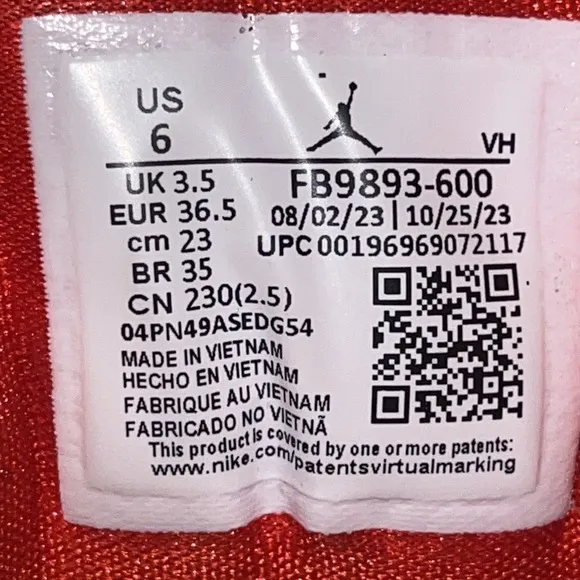 US
6
VH
UK 3.5
EUR 36.5
cm 23
BR 35
CN 230(2.5)
FB9893-600
08/02/23 | 10/25/23
UPC 00196969072117
04PN49ASEDG54
MADE IN VIETNAM
HECHO EN VIETNAM
FABRIQUE AU VIETNAM
FABRICADO NO VIETNÃ
This product is covered by one or more patents:
www.nike.com/patentsvirtualmarking